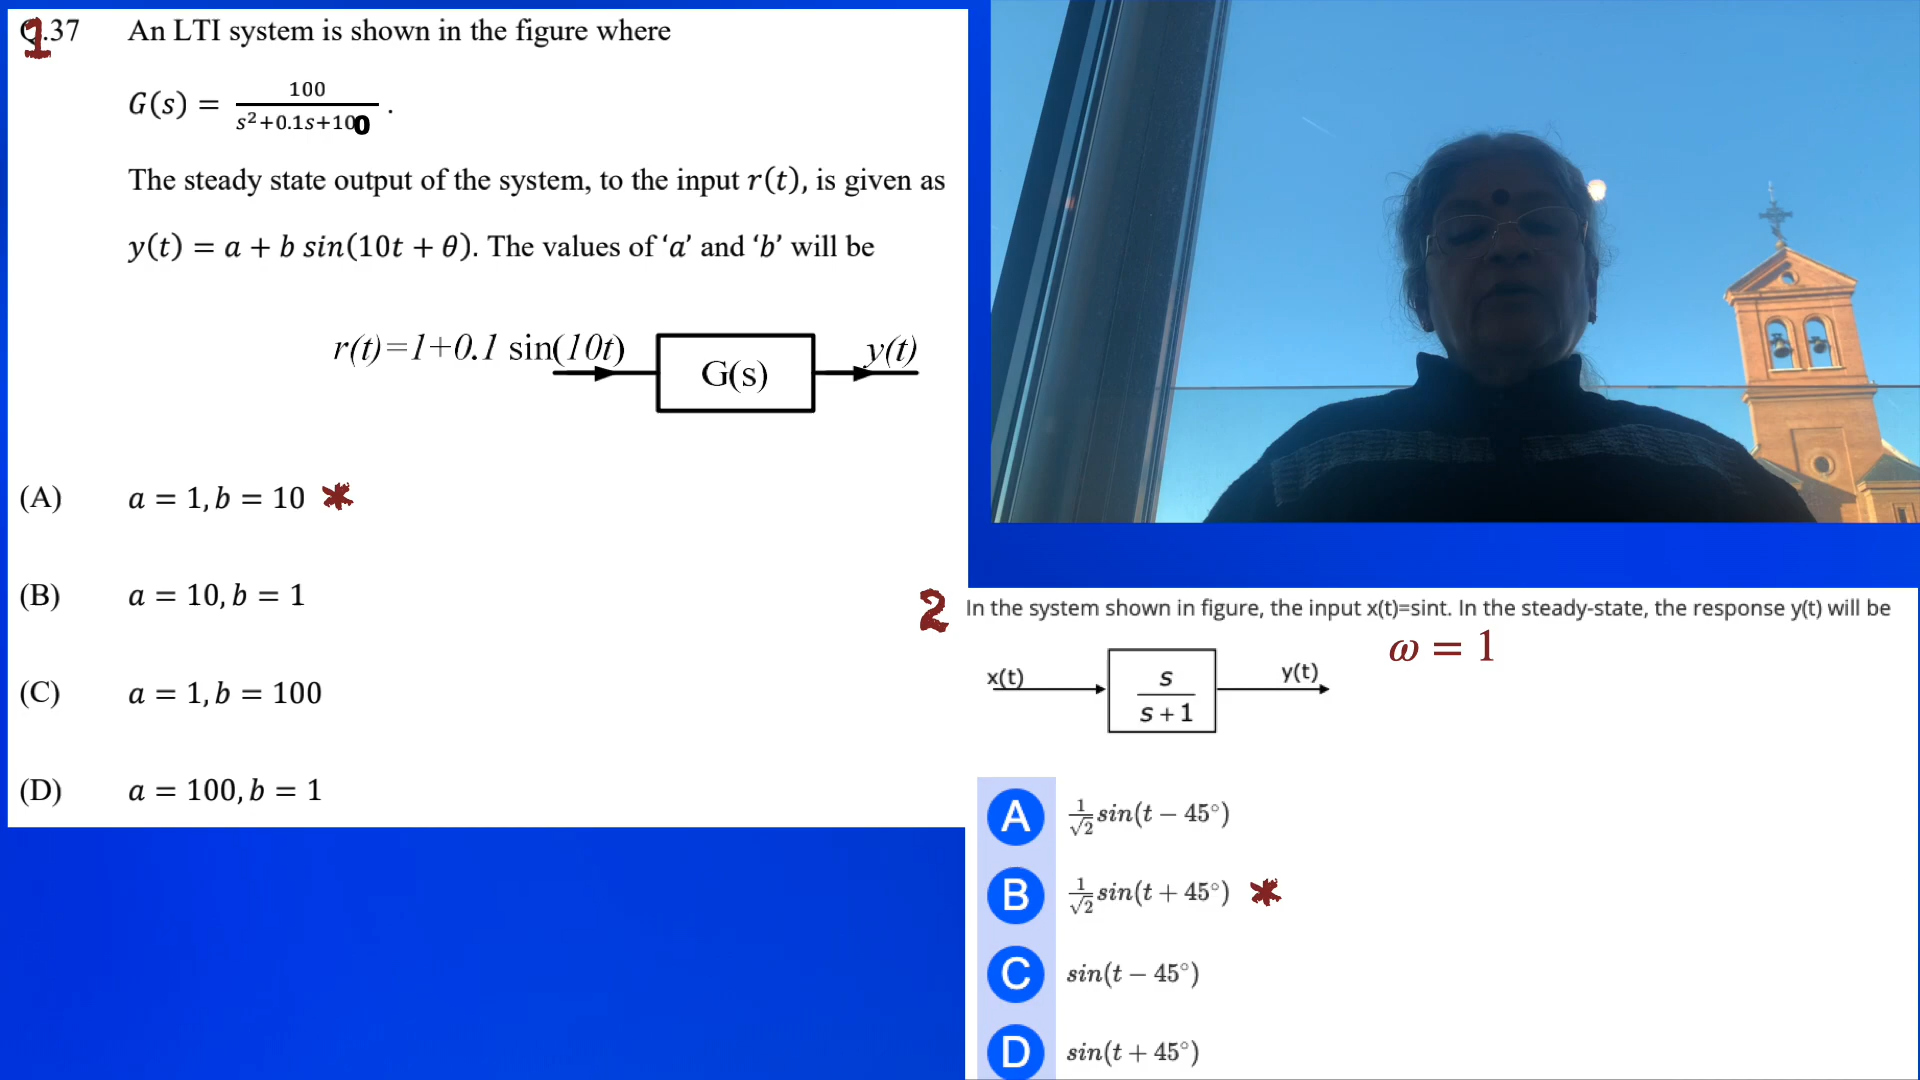 1
Q.37 An LTI system is shown in the figure where
G(s) = 100 / (s²+0.1s+100) .
The steady state output of the system, to the input r(t), is given as
y(t) = a + b sin(10t + θ). The values of ‘a’ and ‘b’ will be
r(t)=1+0.1 sin(10t)
G(s)
y(t)
(A) a = 1, b = 10 *
(B) a = 10, b = 1
(C) a = 1, b = 100
(D) a = 100, b = 1
2 In the system shown in figure, the input x(t)=sint. In the steady-state, the response y(t) will be
ω = 1
x(t)
s
s + 1
y(t)
A 1/√2 sin(t − 45°)
B 1/√2 sin(t + 45°) *
C sin(t − 45°)
D sin(t + 45°)